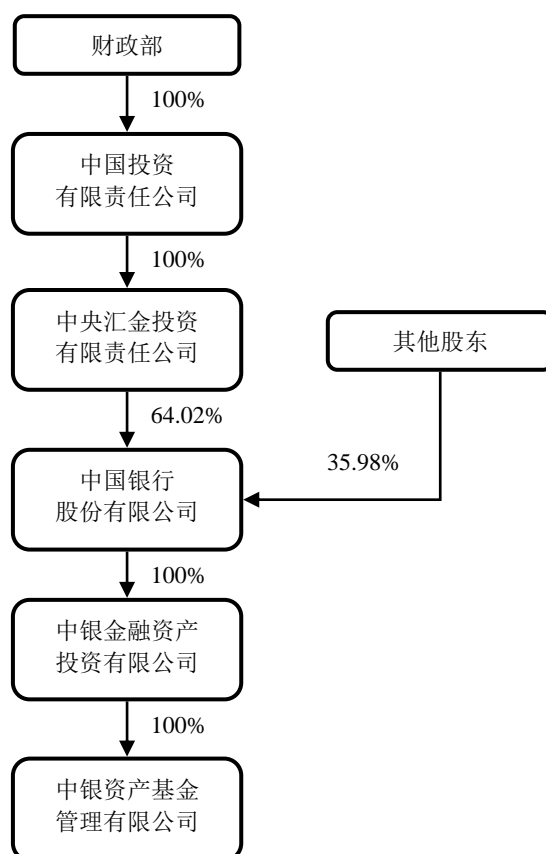 财政部
100%
中国投资
有限责任公司
100%
中央汇金投资
有限责任公司
其他股东
64.02%
35.98%
中国银行
股份有限公司
100%
中银金融资产
投资有限公司
100%
中银资产基金
管理有限公司